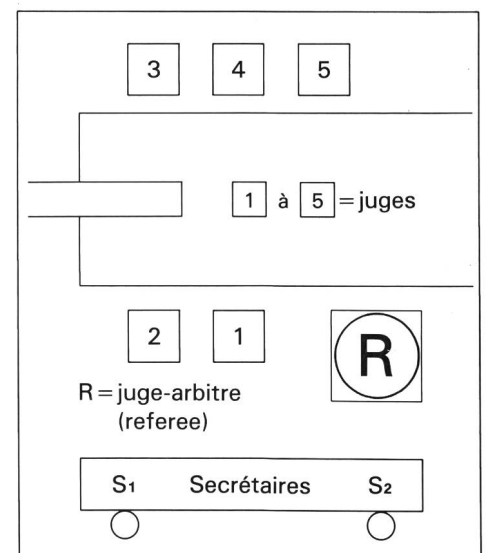 3 4 5
1 à 5 = juges
2 1
R
R = juge-arbitre
(referee)
S1 Secrétaires S2